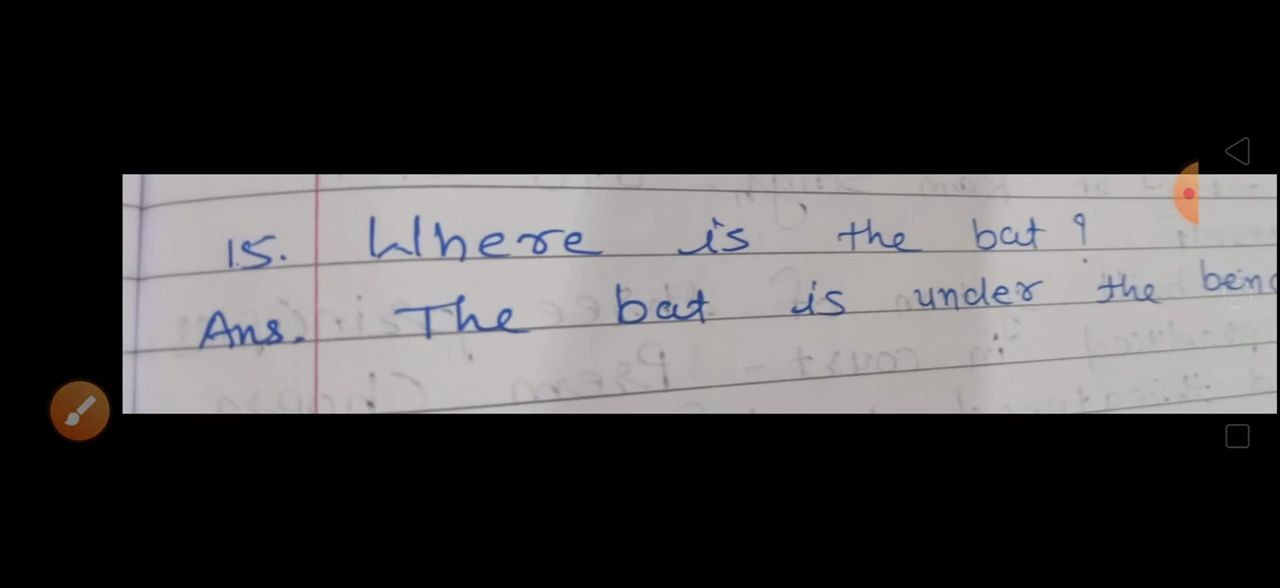 15. Where is the bat ?
Ans. The bat is under the